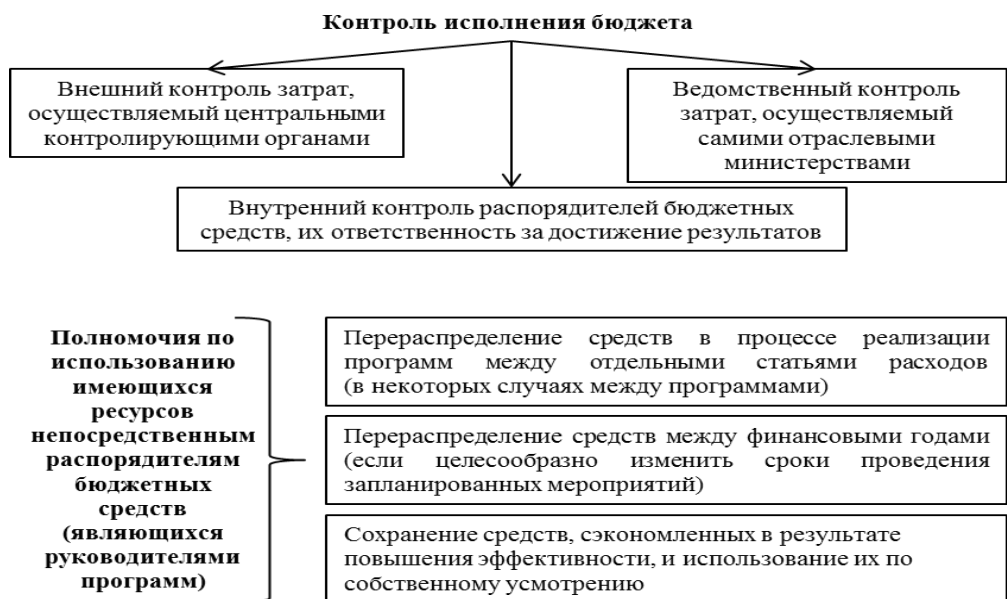 Контроль исполнения бюджета
Внешний контроль затрат,
осуществляемый центральными
контролирующими органами
Ведомственный контроль
затрат, осуществляемый
самими отраслевыми
министерствами
Внутренний контроль распорядителей бюджетных
средств, их ответственность за достижение результатов
Полномочия по
использованию
имеющихся
ресурсов
непосредственным
распорядителям
бюджетных
средств
(являющихся
руководителями
программ)
Перераспределение средств в процессе реализации
программ между отдельными статьями расходов
(в некоторых случаях между программами)
Перераспределение средств между финансовыми годами
(если целесообразно изменить сроки проведения
запланированных мероприятий)
Сохранение средств, сэкономленных в результате
повышения эффективности, и использование их по
собственному усмотрению